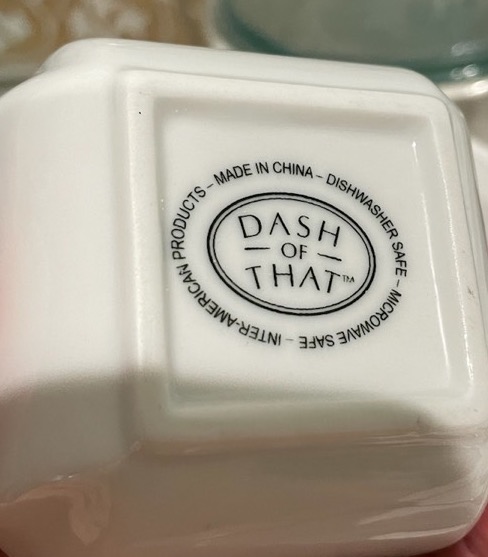 DASH
— OF —
THAT™
INTER-AMERICAN PRODUCTS – MADE IN CHINA – DISHWASHER SAFE – MICROWAVE SAFE –